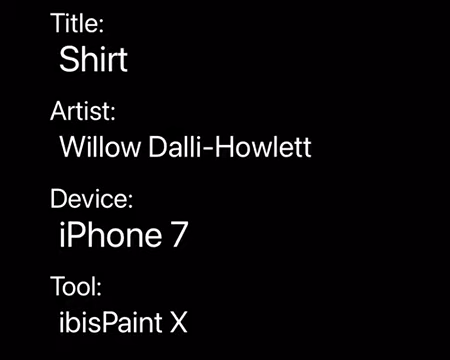 Title:
Shirt
Artist:
Willow Dalli-Howlett
Device:
iPhone 7
Tool:
ibisPaint X